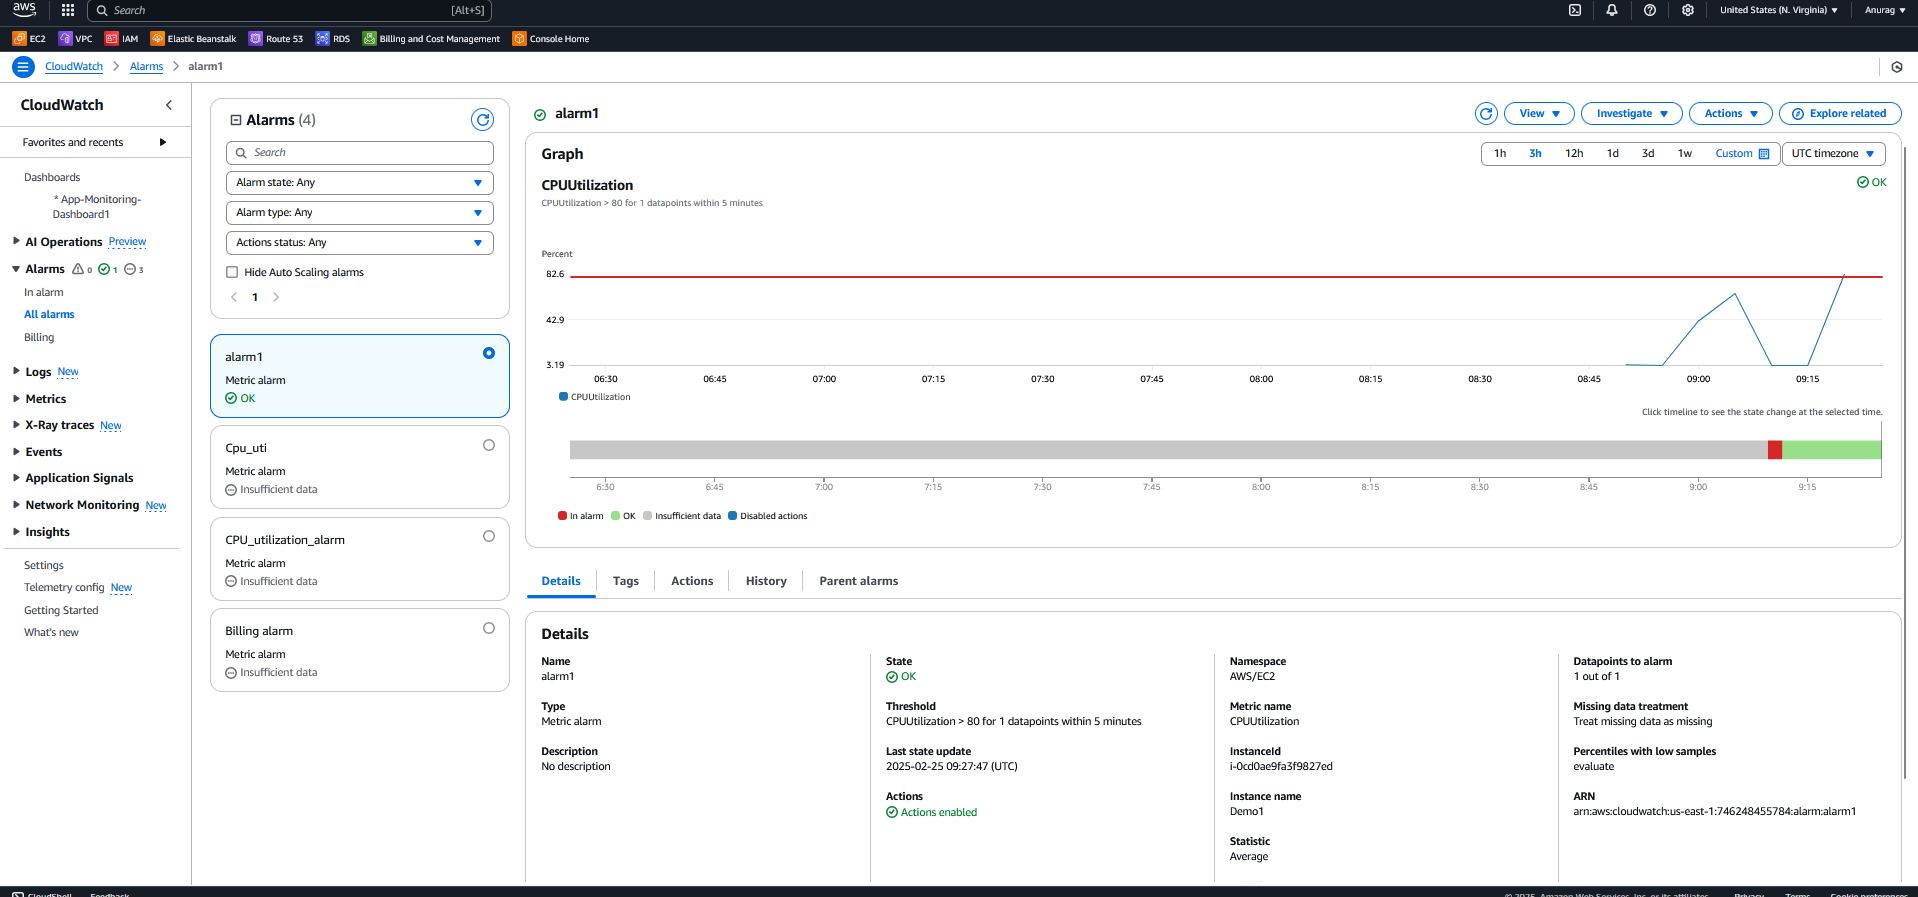 aws
Search [Alt+S]
United States (N. Virginia) Anurag
EC2 VPC IAM Elastic Beanstalk Route 53 RDS Billing and Cost Management Console Home
CloudWatch > Alarms > alarm1
CloudWatch
Favorites and recents
Dashboards
* App-Monitoring-
Dashboard1
AI Operations Preview
Alarms 0 1 3
In alarm
All alarms
Billing
Logs New
Metrics
X-Ray traces New
Events
Application Signals
Network Monitoring New
Insights
Settings
Telemetry config New
Getting Started
What's new
Alarms (4)
Search
Alarm state: Any
Alarm type: Any
Actions status: Any
Hide Auto Scaling alarms
1
alarm1
Metric alarm
OK
Cpu_uti
Metric alarm
Insufficient data
CPU_utilization_alarm
Metric alarm
Insufficient data
Billing alarm
Metric alarm
Insufficient data
alarm1
View Investigate Actions Explore related
Graph
1h 3h 12h 1d 3d 1w Custom UTC timezone
CPUUtilization
OK
CPUUtilization > 80 for 1 datapoints within 5 minutes
Percent
82.6
42.9
3.19
06:30 06:45 07:00 07:15 07:30 07:45 08:00 08:15 08:30 08:45 09:00 09:15
CPUUtilization
Click timeline to see the state change at the selected time.
6:30 6:45 7:00 7:15 7:30 7:45 8:00 8:15 8:30 8:45 9:00 9:15
In alarm OK Insufficient data Disabled actions
Details Tags Actions History Parent alarms
Details
Name
alarm1
Type
Metric alarm
Description
No description
State
OK
Threshold
CPUUtilization > 80 for 1 datapoints within 5 minutes
Last state update
2025-02-25 09:27:47 (UTC)
Actions
Actions enabled
Namespace
AWS/EC2
Metric name
CPUUtilization
InstanceId
i-0cd0ae9fa3f9827ed
Instance name
Demo1
Statistic
Average
Datapoints to alarm
1 out of 1
Missing data treatment
Treat missing data as missing
Percentiles with low samples
evaluate
ARN
arn:aws:cloudwatch:us-east-1:746248455784:alarm:alarm1
CloudShell Feedback
© 2025, Amazon Web Services, Inc. or its affiliates. Privacy Terms Cookie preferences